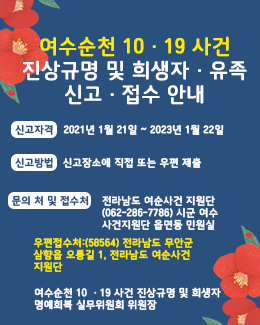 여수순천 10 · 19 사건
진상규명 및 희생자 · 유족
신고 · 접수 안내
신고자격 2021년 1월 21일 ~ 2023년 1월 22일
신고방법 신고장소에 직접 또는 우편 제출
문의 처 및 접수처 전라남도 여순사건 지원단
(062-286-7786) 시군 여수
사건지원단 읍면동 민원실
우편접수처:(58564) 전라남도 무안군
삼향읍 오룡길 1, 전라남도 여순사건
지원단
여수순천 10 · 19 사건 진상규명 및 희생자
명예회복 실무위원회 위원장